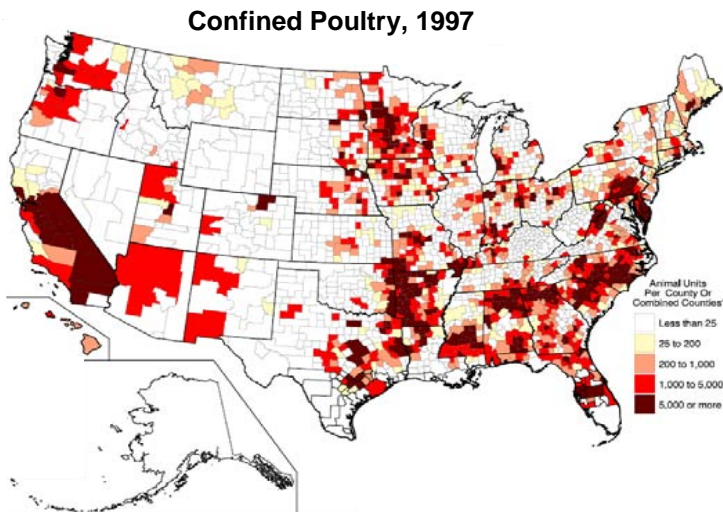 Confined Poultry, 1997
Animal Units
Per County Or
Combined Counties
Less than 25
25 to 200
200 to 1,000
1,000 to 5,000
5,000 or more